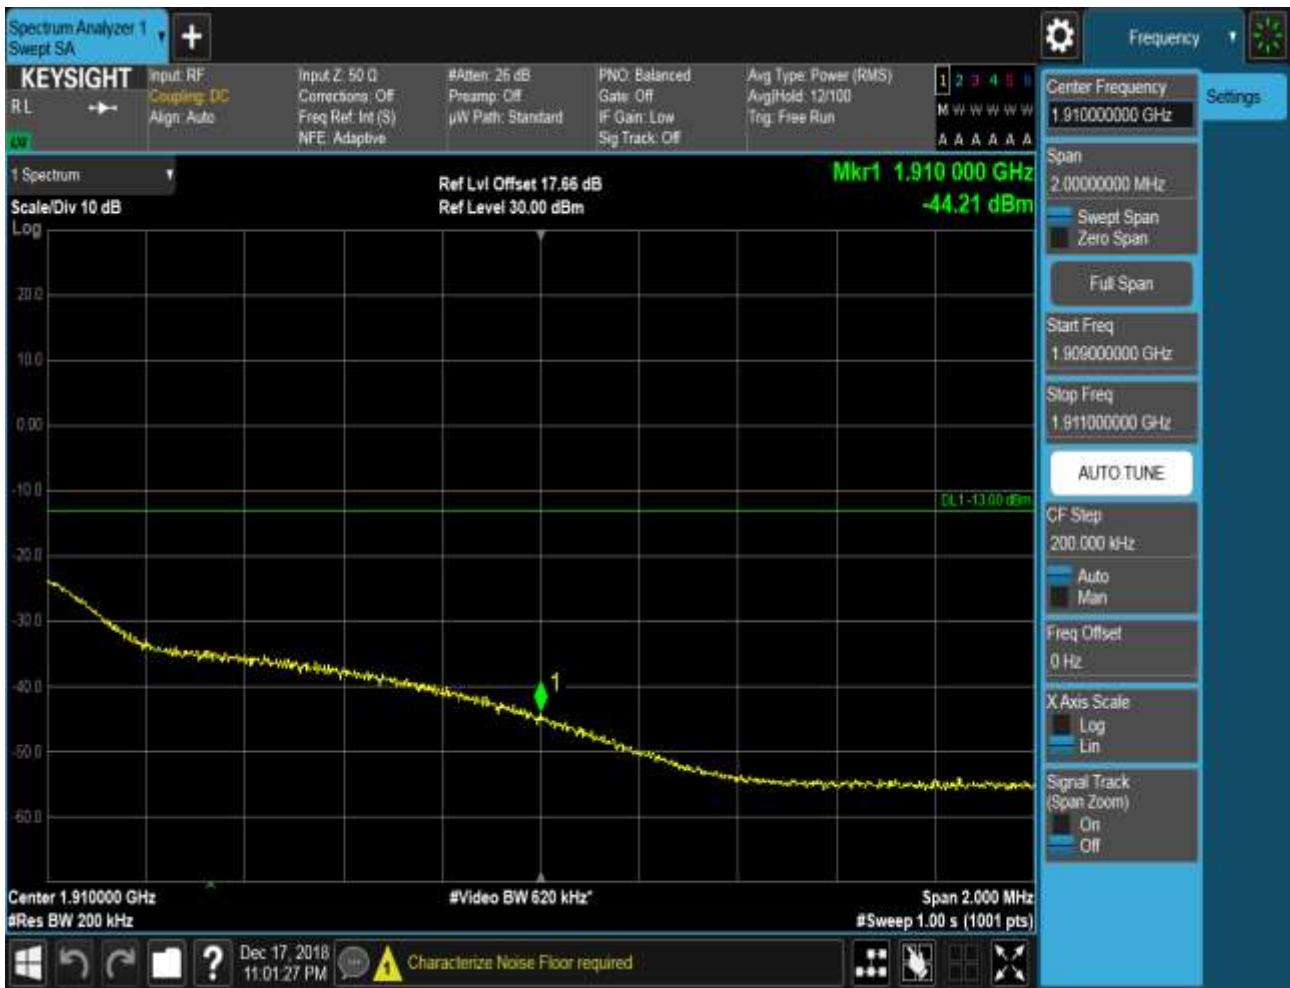 Spectrum Analyzer 1
Swept SA
Frequency
KEYSIGHT
R L
Input: RF
Coupling: DC
Align: Auto
Input Z: 50 Ω
Corrections: Off
Freq Ref: Int (S)
NFE: Adaptive
#Atten: 26 dB
Preamp: Off
µW Path: Standard
PNO: Balanced
Gate: Off
IF Gain: Low
Sig Track: Off
Avg Type: Power (RMS)
Avg|Hold: 12/100
Trig: Free Run
1 2 3 4 5 6
M W W W W W
A A A A A A
1 Spectrum
Scale/Div 10 dB
Log
Ref Lvl Offset 17.66 dB
Ref Level 30.00 dBm
Mkr1 1.910 000 GHz
-44.21 dBm
20.0
10.0
0.00
-10.0
-20.0
-30.0
-40.0
-50.0
-60.0
DL1 -13.00 dBm
1
Center 1.910000 GHz
#Res BW 200 kHz
#Video BW 620 kHz*
Span 2.000 MHz
#Sweep 1.00 s (1001 pts)
Center Frequency
1.910000000 GHz
Settings
Span
2.00000000 MHz
Swept Span
Zero Span
Full Span
Start Freq
1.909000000 GHz
Stop Freq
1.911000000 GHz
AUTO TUNE
CF Step
200.000 kHz
Auto
Man
Freq Offset
0 Hz
X Axis Scale
Log
Lin
Signal Track
(Span Zoom)
On
Off
?
Dec 17, 2018
11:01:27 PM
1
Characterize Noise Floor required